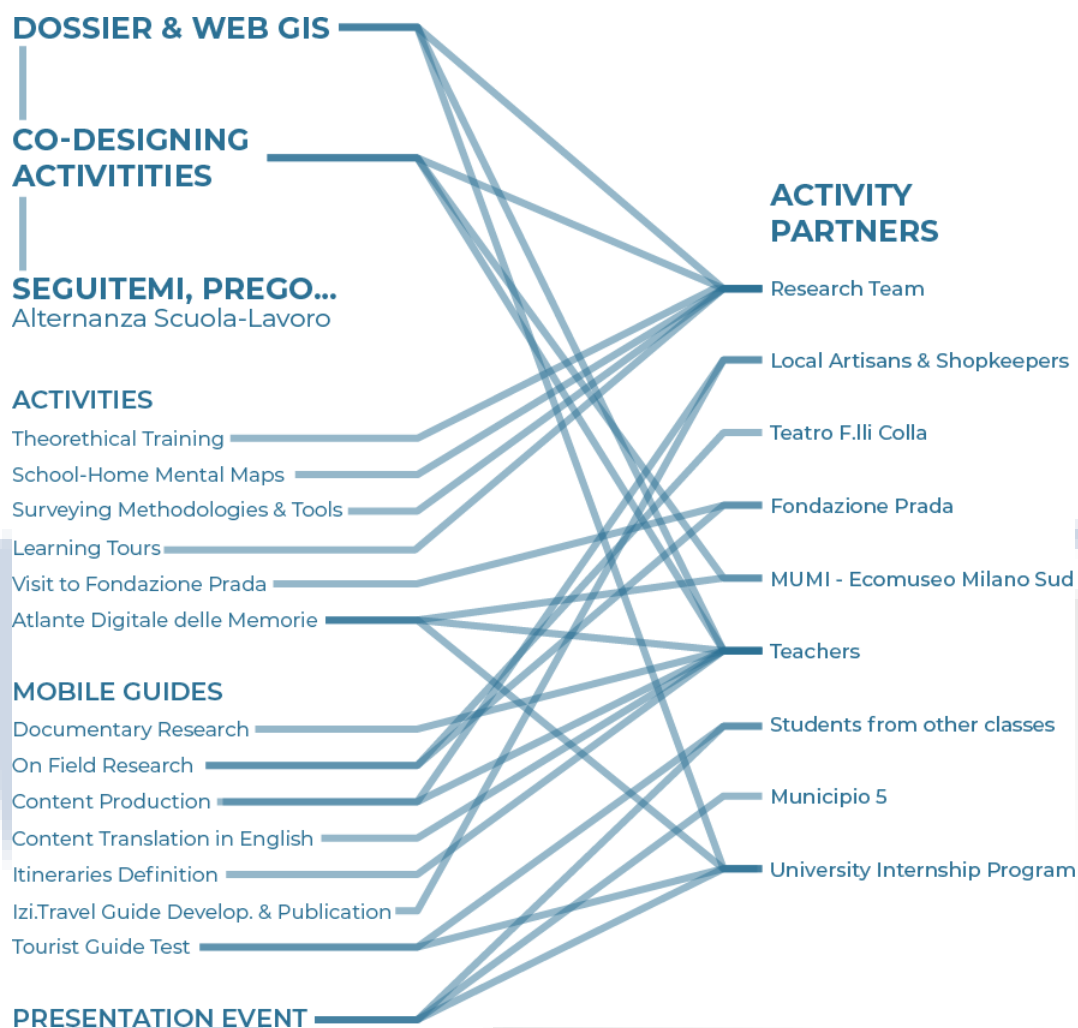 DOSSIER & WEB GIS
CO-DESIGNING
ACTIVITITIES
SEGUITEMI, PREGO...
Alternanza Scuola-Lavoro
ACTIVITIES
Theorethical Training
School-Home Mental Maps
Surveying Methodologies & Tools
Learning Tours
Visit to Fondazione Prada
Atlante Digitale delle Memorie
MOBILE GUIDES
Documentary Research
On Field Research
Content Production
Content Translation in English
Itineraries Definition
Izi.Travel Guide Develop. & Publication
Tourist Guide Test
PRESENTATION EVENT
ACTIVITY
PARTNERS
Research Team
Local Artisans & Shopkeepers
Teatro F.lli Colla
Fondazione Prada
MUMI - Ecomuseo Milano Sud
Teachers
Students from other classes
Municipio 5
University Internship Program